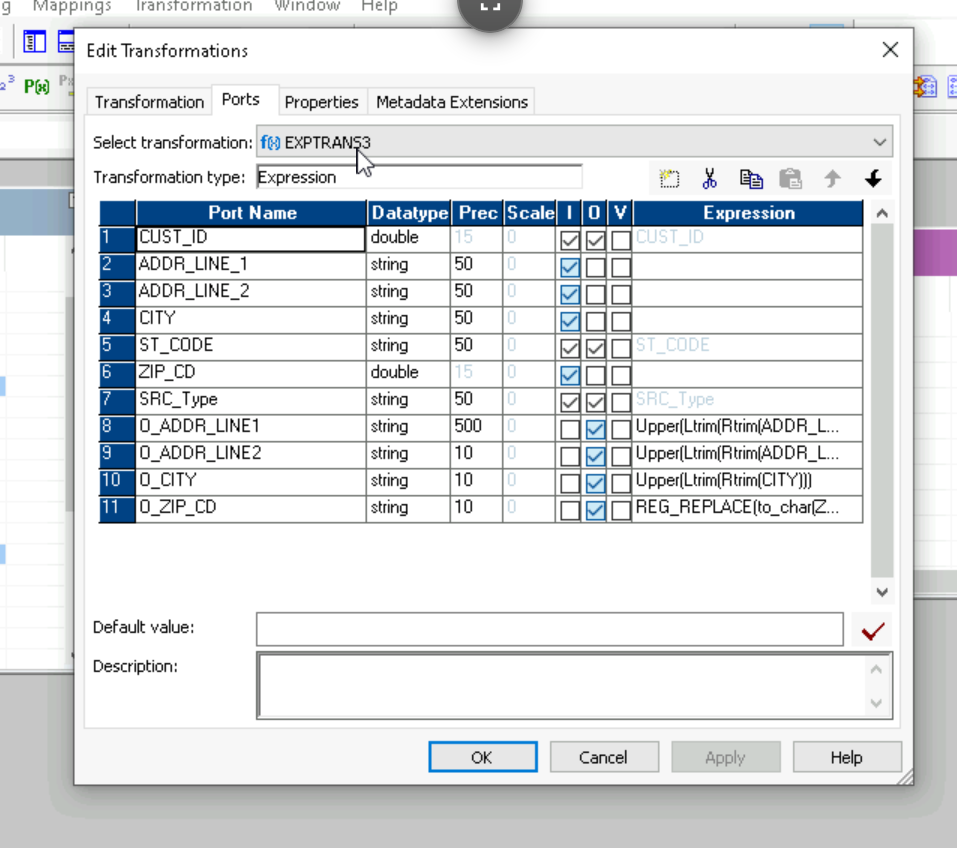 g Mappings Transformation Window Help
Edit Transformations
P(x)
Transformation Ports Properties Metadata Extensions
Select transformation: f(x) EXPTRANS3
Transformation type: Expression
Port Name Datatype Prec Scale I O V Expression
1 CUST_ID double 15 0 CUST_ID
2 ADDR_LINE_1 string 50 0
3 ADDR_LINE_2 string 50 0
4 CITY string 50 0
5 ST_CODE string 50 0 ST_CODE
6 ZIP_CD double 15 0
7 SRC_Type string 50 0 SRC_Type
8 O_ADDR_LINE1 string 500 0 Upper(Ltrim(Rtrim(ADDR_L...
9 O_ADDR_LINE2 string 10 0 Upper(Ltrim(Rtrim(ADDR_L...
10 O_CITY string 10 0 Upper(Ltrim(Rtrim(CITY)))
11 O_ZIP_CD string 10 0 REG_REPLACE(to_char(Z...
Default value:
Description:
OK Cancel Apply Help